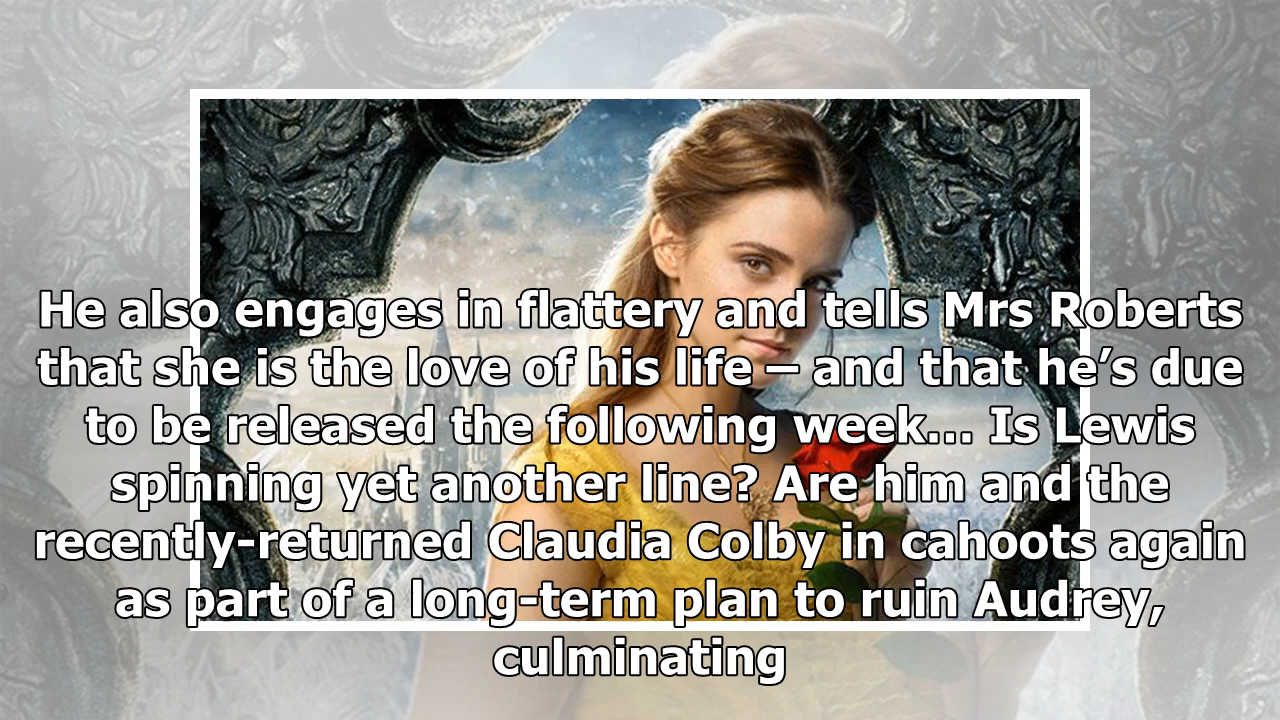 He also engages in flattery and tells Mrs Roberts
that she is the love of his life – and that he’s due
to be released the following week... Is Lewis
spinning yet another line? Are him and the
recently-returned Claudia Colby in cahoots again
as part of a long-term plan to ruin Audrey,
culminating